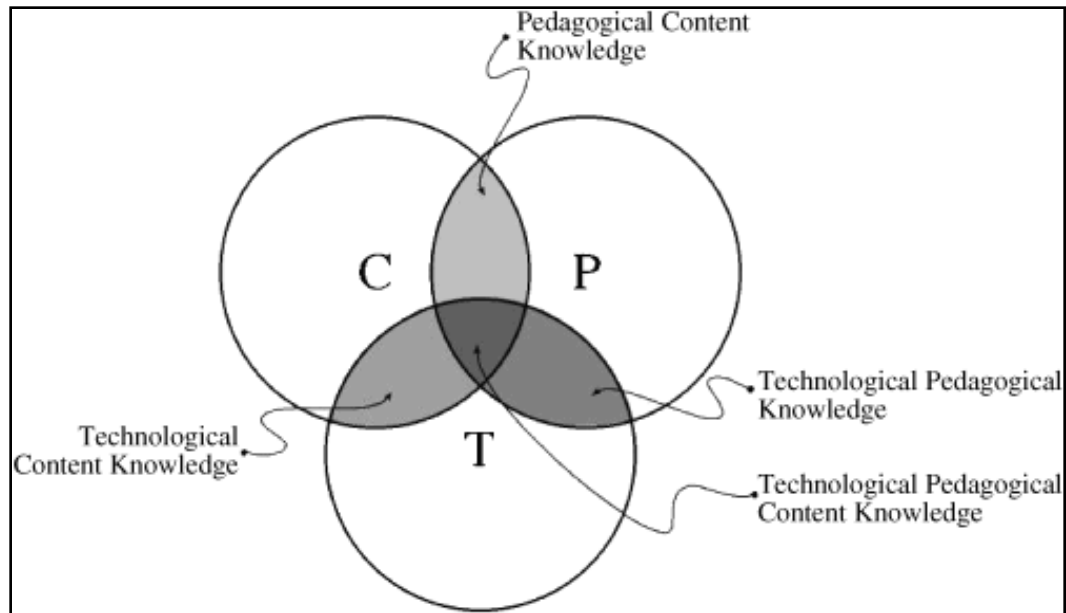 Pedagogical Content
Knowledge
C
P
Technological Pedagogical
Knowledge
Technological
Content Knowledge
T
Technological Pedagogical
Content Knowledge